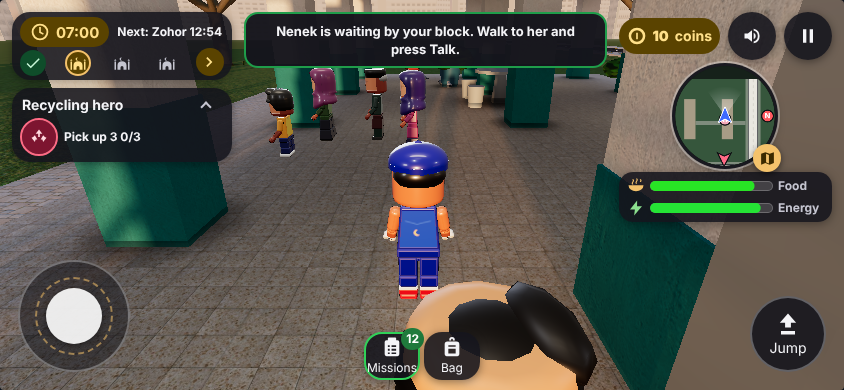 07:00 Next: Zohor 12:54
Nenek is waiting by your block. Walk to her and
press Talk.
10 coins
Recycling hero
Pick up 3 0/3
N
Food
Energy
12
Missions
Bag
Jump